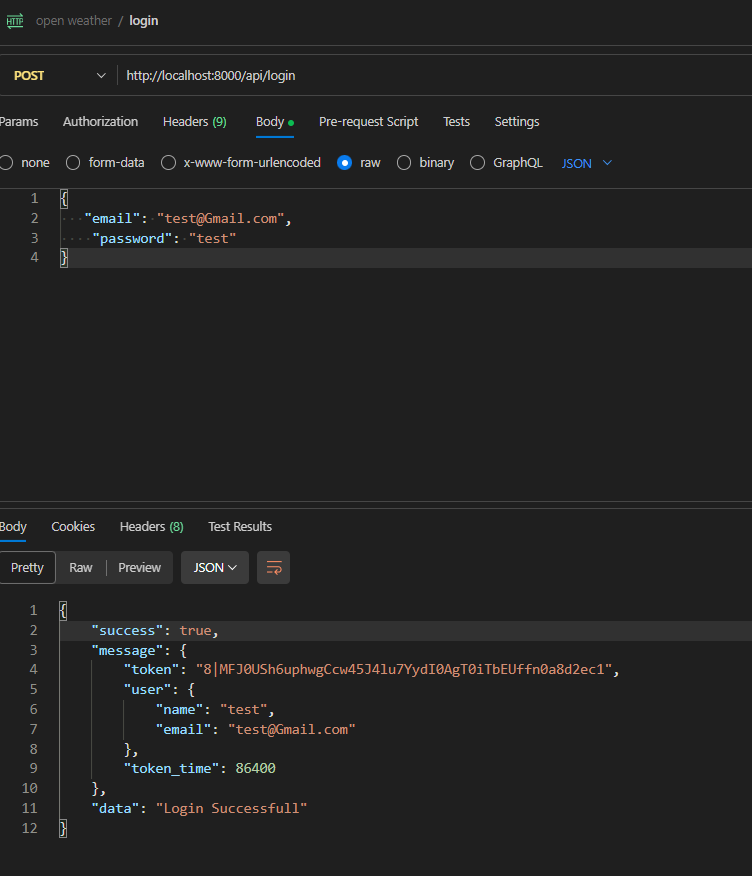 HTTP open weather / login
POST http://localhost:8000/api/login
Params Authorization Headers (9) Body Pre-request Script Tests Settings
none form-data x-www-form-urlencoded raw binary GraphQL JSON
1 {
2 "email": "test@Gmail.com",
3 "password": "test"
4 }
Body Cookies Headers (8) Test Results
Pretty Raw Preview JSON
1 {
2 "success": true,
3 "message": {
4 "token": "8|MFJ0USh6uphwgCcw45J4lu7YydI0AgT0iTbEUffn0a8d2ec1",
5 "user": {
6 "name": "test",
7 "email": "test@Gmail.com"
8 },
9 "token_time": 86400
10 },
11 "data": "Login Successfull"
12 }